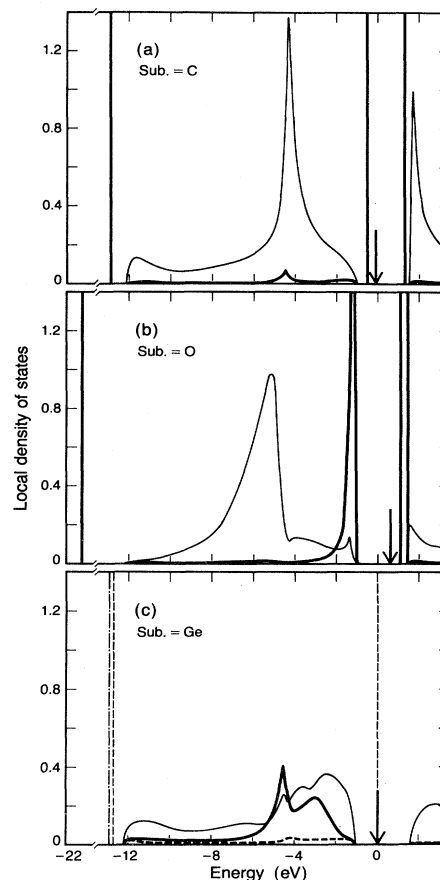 (a)
Sub. = C
1.2
0.8
0.4
0
(b)
Sub. = O
1.2
0.8
0.4
0
(c)
Sub. = Ge
1.2
0.8
0.4
0
Local density of states
−22 −12 −8 −4 0
Energy (eV)